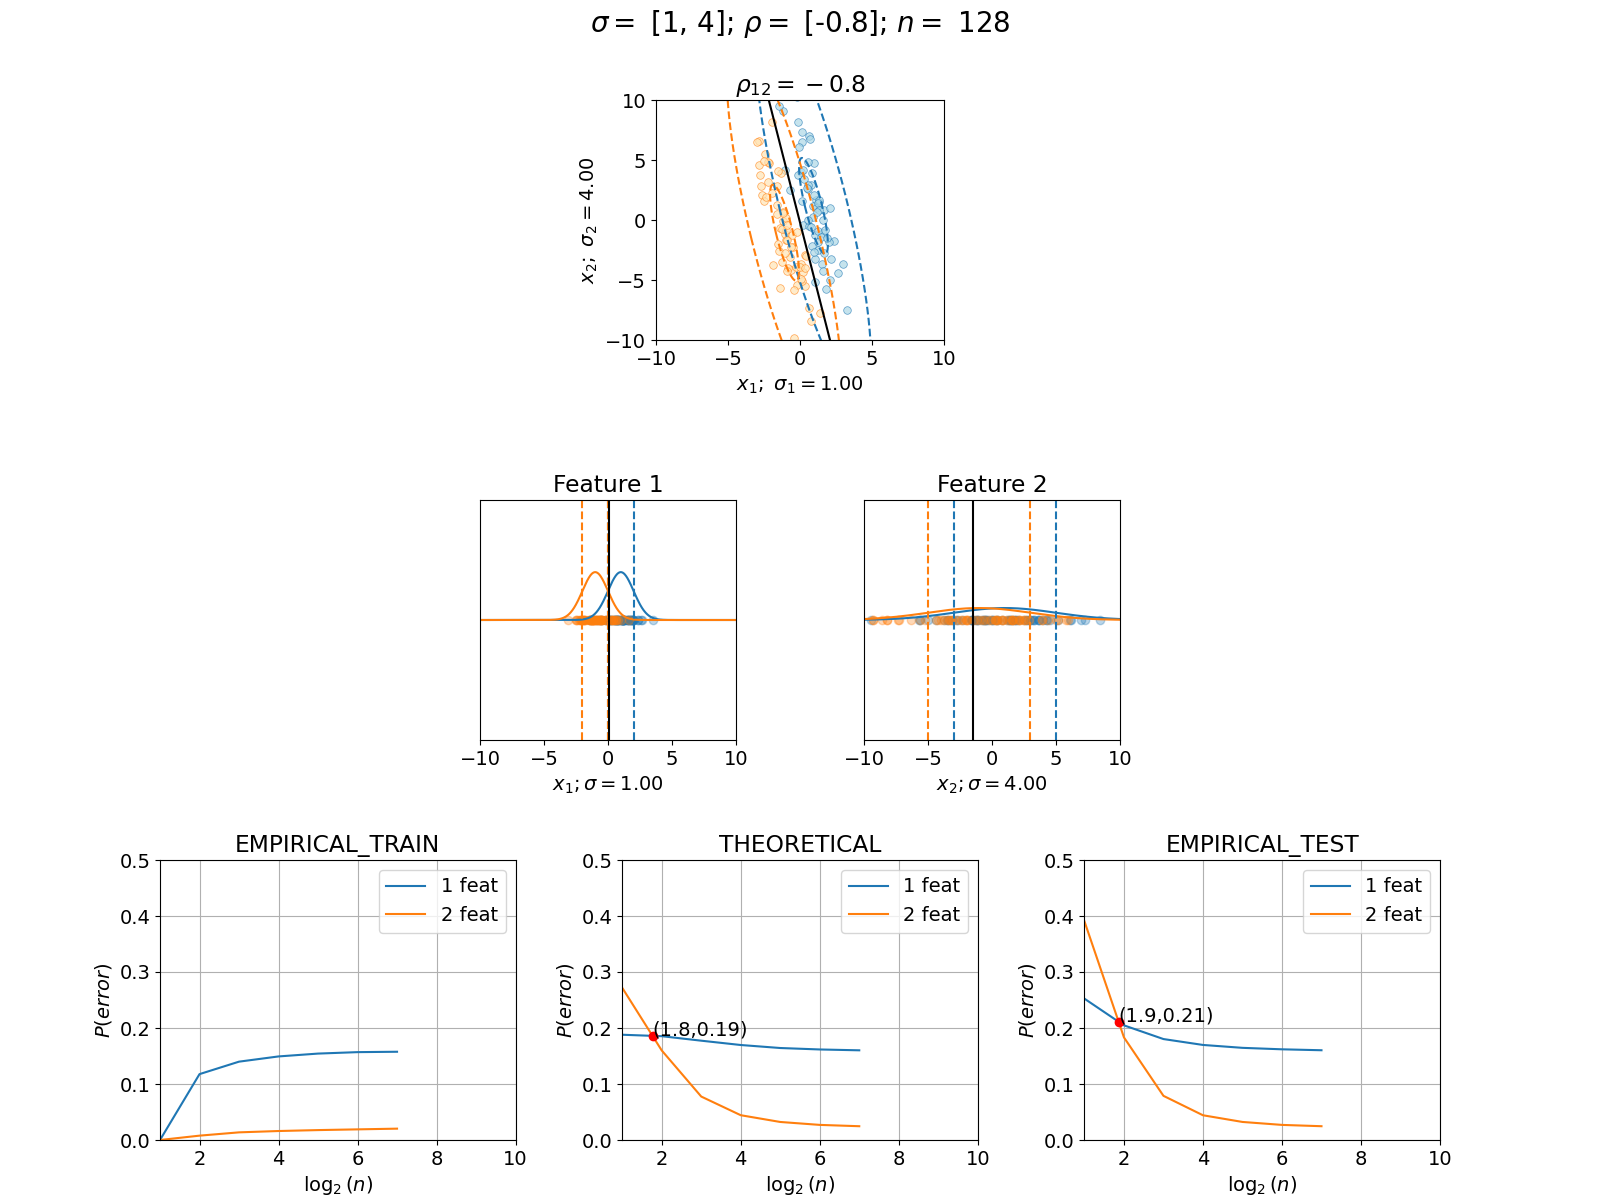 σ = [1, 4]; ρ = [-0.8]; n = 128
ρ₁₂ = −0.8
10
5
0
−5
−10
x₂; σ₂ = 4.00
−10 −5 0 5 10
x₁; σ₁ = 1.00
Feature 1
−10 −5 0 5 10
x₁; σ = 1.00
Feature 2
−10 −5 0 5 10
x₂; σ = 4.00
EMPIRICAL_TRAIN
0.5
0.4
0.3
0.2
0.1
0.0
P(error)
1 feat
2 feat
2 4 6 8 10
log₂(n)
THEORETICAL
0.5
0.4
0.3
0.2
0.1
0.0
P(error)
1 feat
2 feat
(1.8,0.19)
2 4 6 8 10
log₂(n)
EMPIRICAL_TEST
0.5
0.4
0.3
0.2
0.1
0.0
P(error)
1 feat
2 feat
(1.9,0.21)
2 4 6 8 10
log₂(n)